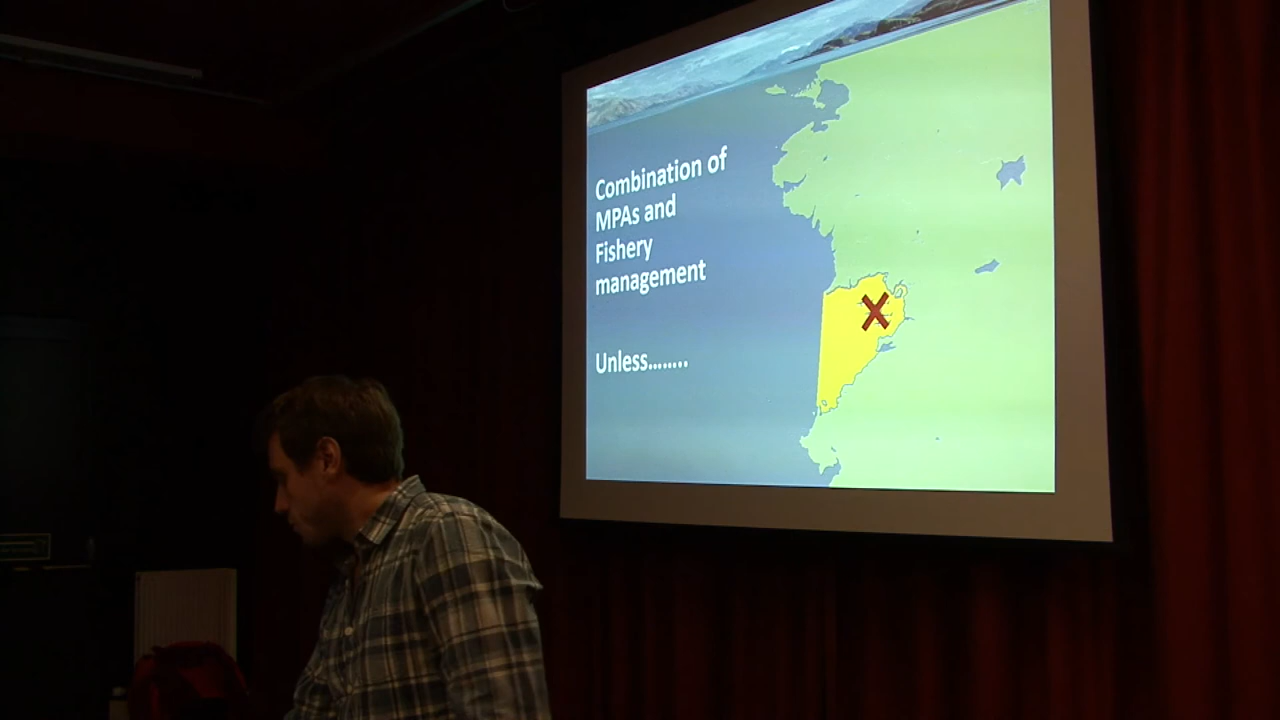 Combination of
MPAs and
Fishery
management
Unless........